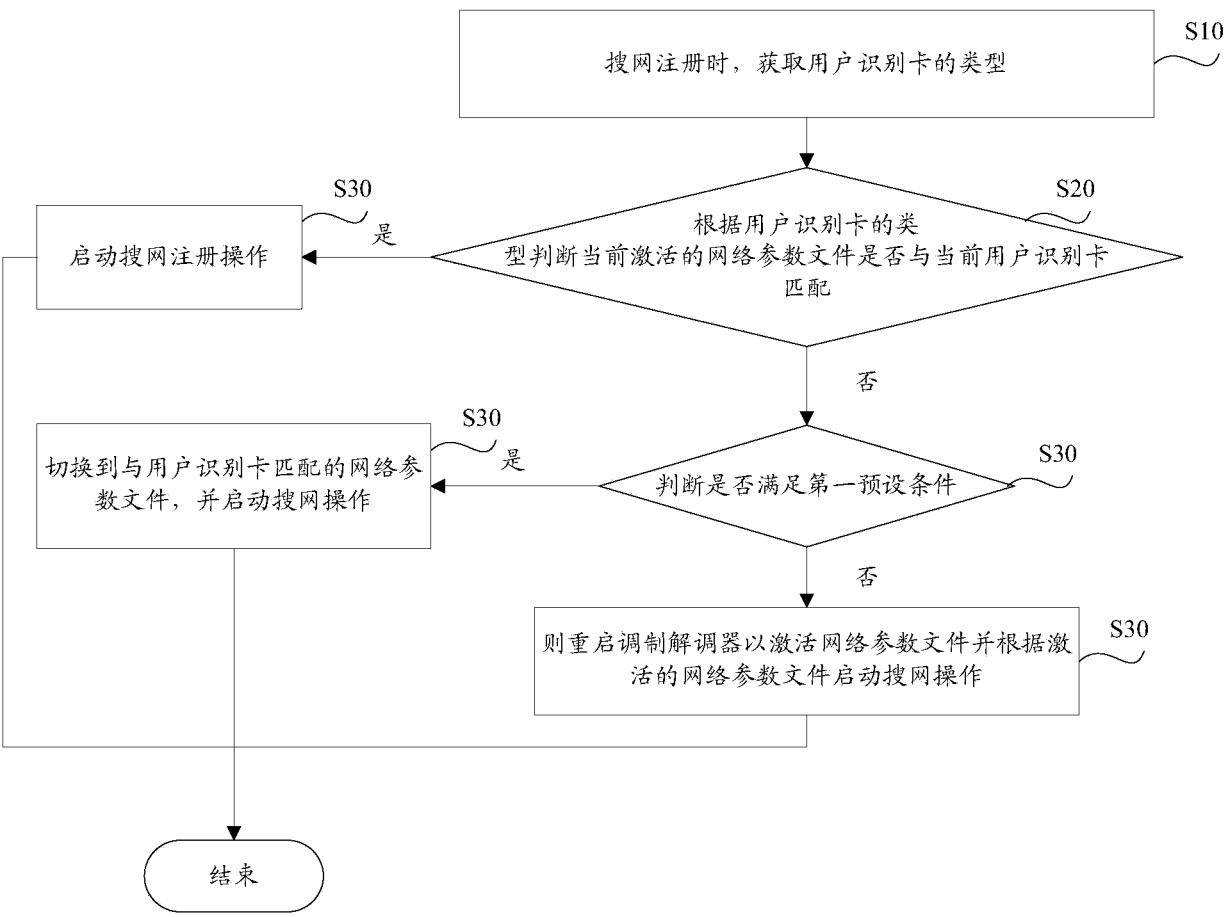 S10
搜网注册时，获取用户识别卡的类型
S20
根据用户识别卡的类
型判断当前激活的网络参数文件是否与当前用户识别卡
匹配
是
S30
启动搜网注册操作
否
S30
判断是否满足第一预设条件
是
S30
切换到与用户识别卡匹配的网络参
数文件，并启动搜网操作
否
S30
则重启调制解调器以激活网络参数文件并根据激
活的网络参数文件启动搜网操作
结束